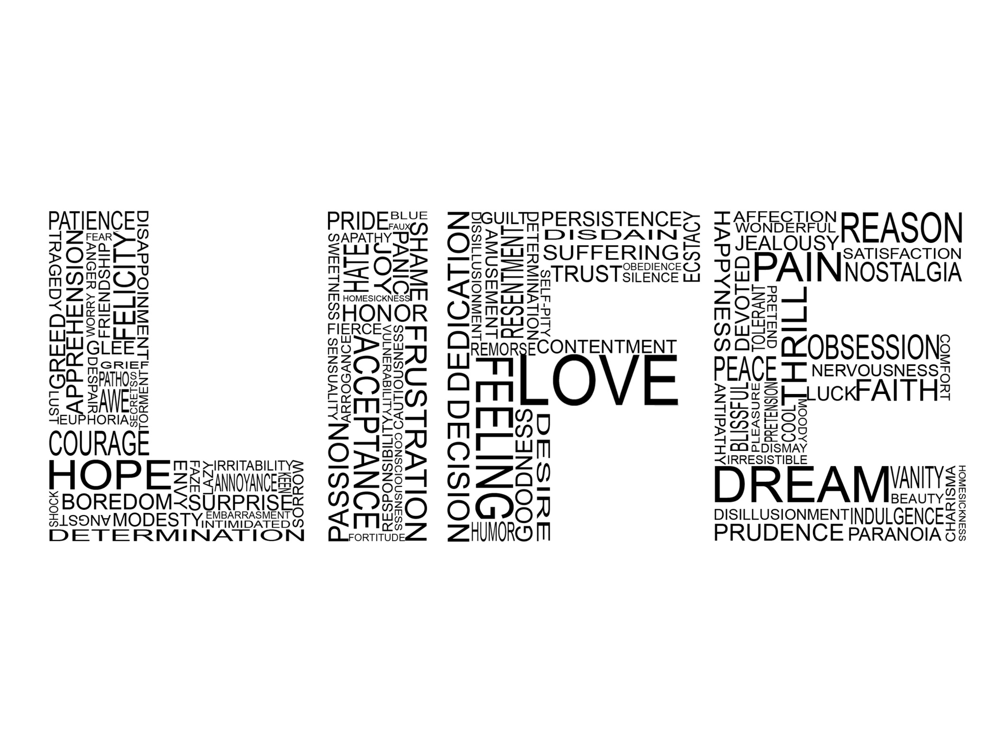 PATIENCE
DISAPPOINMENT
TRAGEDY
APPREHENSION
FEAR
ANGER
WORRY
FRIENDSHIP
FELICITY
GREED
GLEE
GRIEF
DESPAIR
PATHOS
AWE
SECRETS
TORMENT
LUST
EUPHORIA
COURAGE
HOPE
ENVY
FAZE
LAZY
IRRITABILITY
ANNOYANCE
KEEN
SORROW
SHOCK
BOREDOM
SURPRISE
ANGST
MODESTY
EMBARRASMENT
INTIMIDATED
DETERMINATION
PRIDE
BLUE
FAUX
SHAME
SWEETNESS
APATHY
HATE
JOY
PANIC
HOMESICKNESS
HONOR
FIERCE
SENSUALITY
ARROGANCE
ACCEPTANCE
VULNERABILITY
CAUTIOUSNESS
FRUSTRATION
PASSION
RESPONSIBILITY
CONSCIOUSNESS
FORTITUDE
DEDICATION
DISSILLUSIONMENT
GUILT
AMUSEMENT
RESENTMENT
DETERMINATION
PERSISTENCE
DISDAIN
SUFFERING
TRUST
OBEDIENCE
SILENCE
ECSTACY
SELF-PITY
REMORSE
CONTENTMENT
DECISION
FEELING
LOVE
GOODNESS
DESIRE
HUMOR
HAPPYNESS
AFFECTION
WONDERFUL
JEALOUSY
REASON
DEVOTED
PAIN
SATISFACTION
NOSTALGIA
TOLERANT
PRETEND
THRILL
OBSESSION
COMFORT
NERVOUSNESS
PEACE
LUCK
FAITH
ANTIPATHY
BLISSFUL
PLEASURE
PRETENSION
COOL
MOODY
DISMAY
IRRESISTIBLE
DREAM
VANITY
BEAUTY
CHARISMA
HOMESICKNESS
DISILLUSIONMENT
INDULGENCE
PRUDENCE
PARANOIA